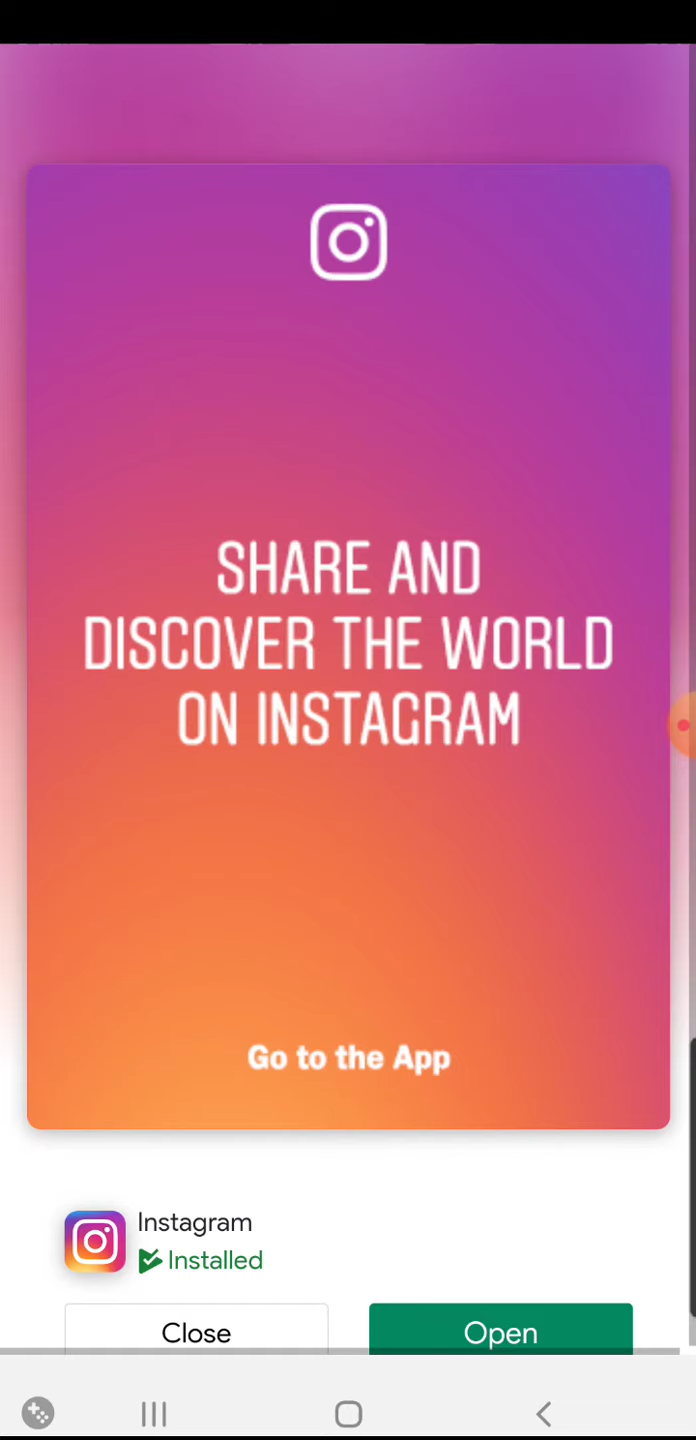 SHARE AND
DISCOVER THE WORLD
ON INSTAGRAM
Go to the App
Instagram
Installed
Close
Open